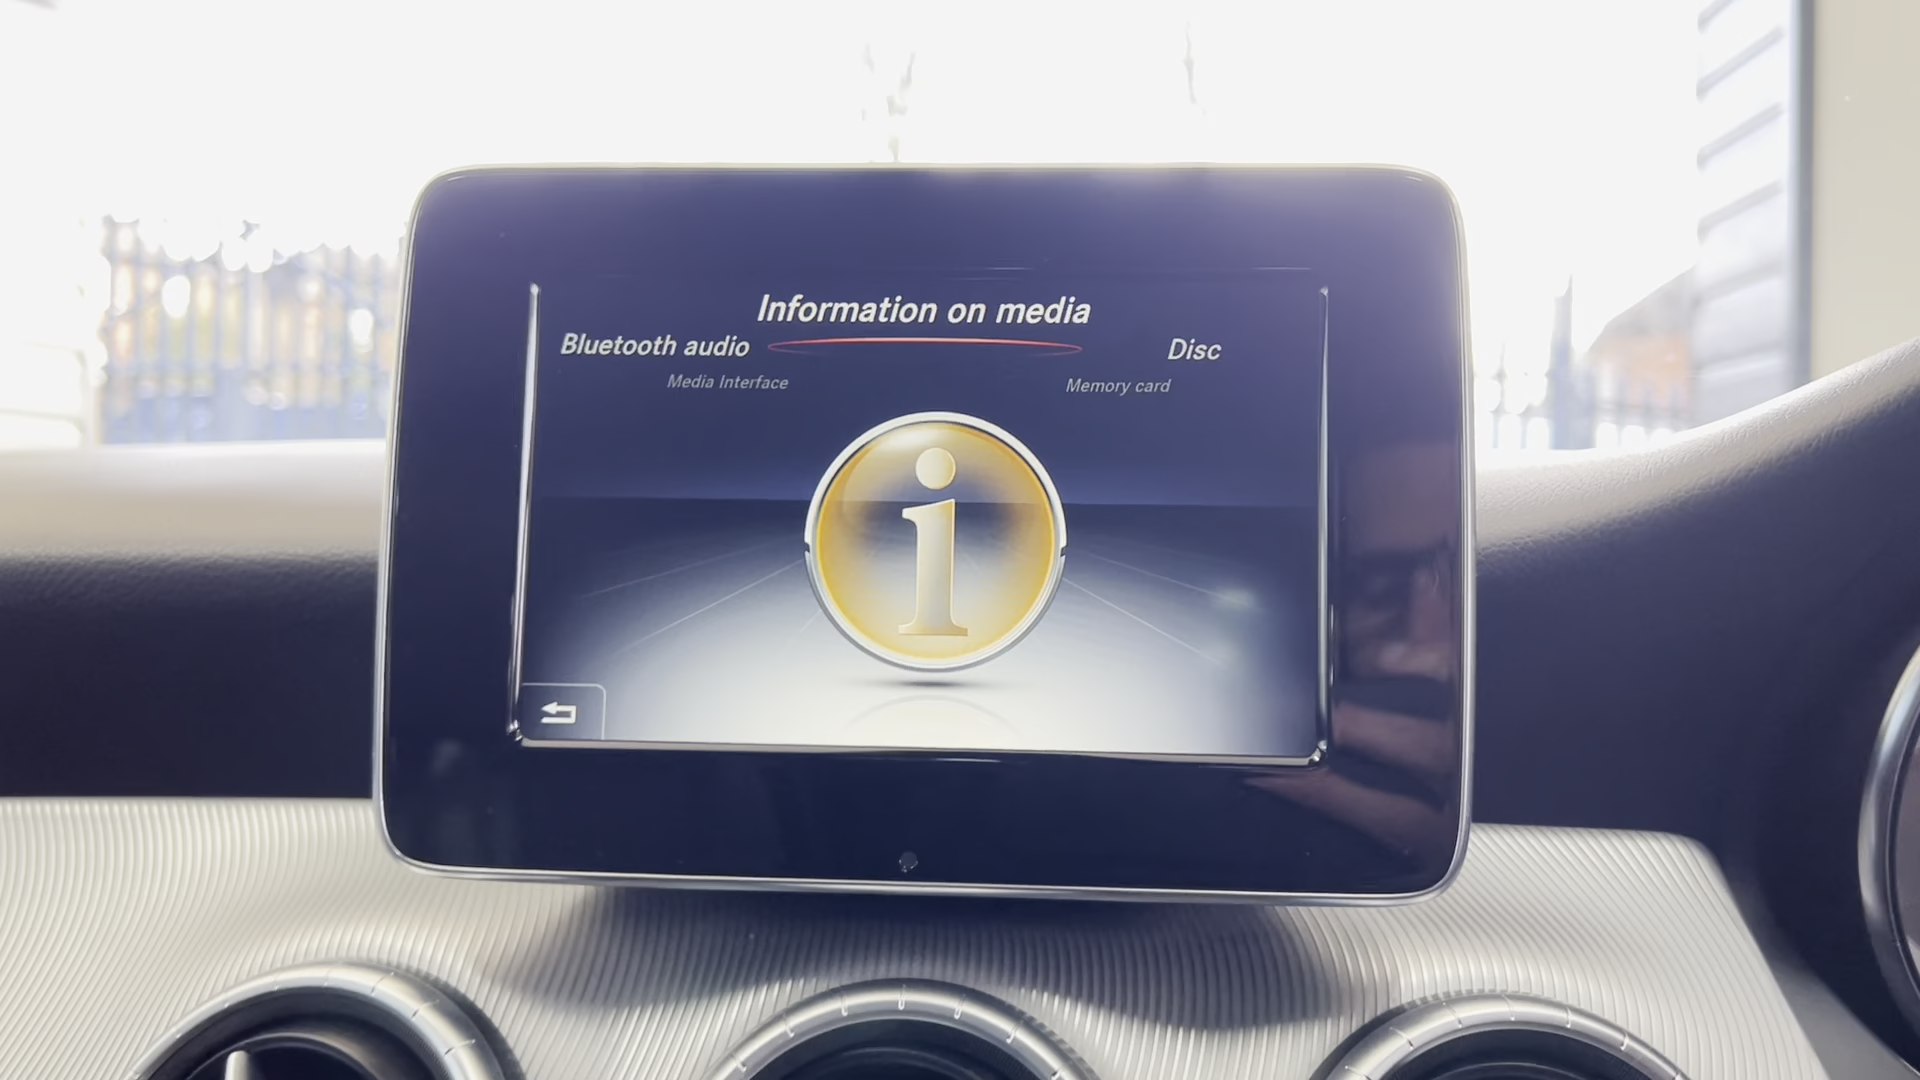 Information on media
Bluetooth audio
Disc
Media Interface
Memory card
i